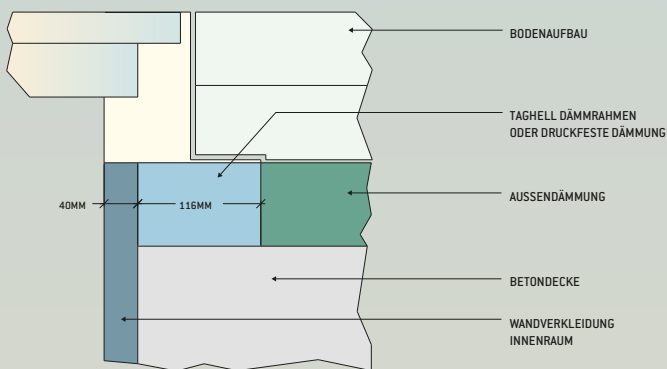 BODENAUFBAU
TAGHELL DÄMMRAHMEN
ODER DRUCKFESTE DÄMMUNG
40MM
116MM
AUSSENDÄMMUNG
BETONDECKE
WANDVERKLEIDUNG
INNENRAUM